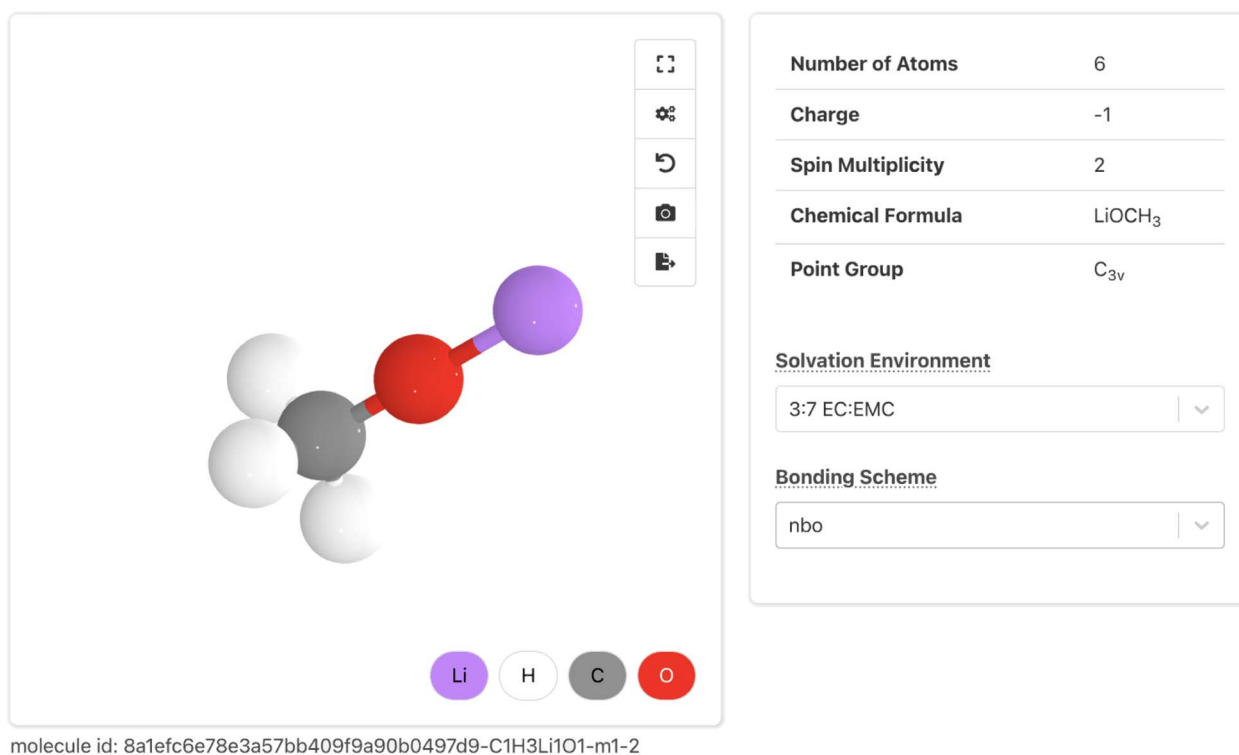 Number of Atoms 6
Charge -1
Spin Multiplicity 2
Chemical Formula LiOCH₃
Point Group C₃ᵥ
Solvation Environment
3:7 EC:EMC
Bonding Scheme
nbo
Li H C O
molecule id: 8a1efc6e78e3a57bb409f9a90b0497d9-C1H3Li1O1-m1-2